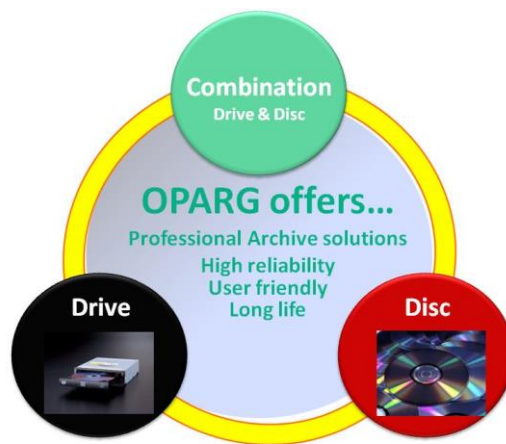 Combination
Drive & Disc
OPARG offers...
Professional Archive solutions
High reliability
User friendly
Long life
Drive
Disc